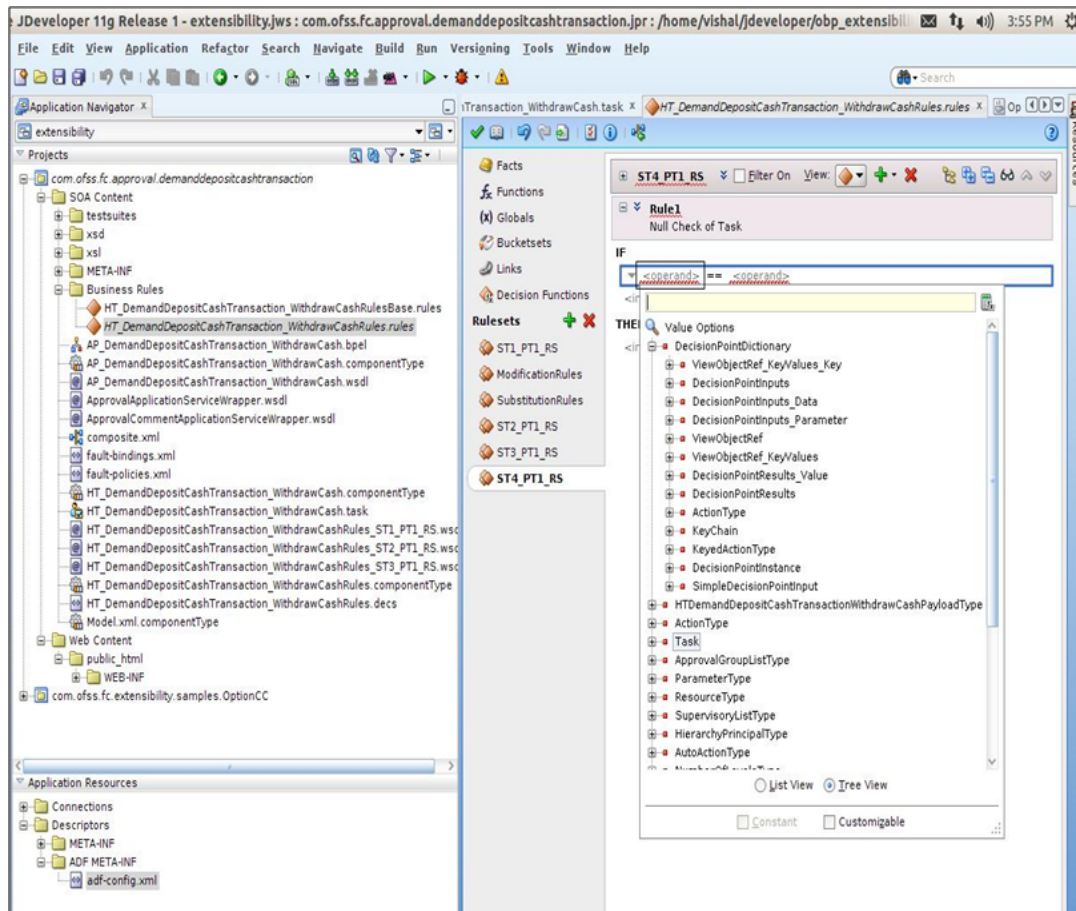 JDeveloper 11g Release 1 - extensibility.jws : com.ofss.fc.approval.demanddepositcashtransaction.jpr : /home/vishal/jdeveloper/obp_extensibili
3:55 PM
File Edit View Application Refactor Search Navigate Build Run Versioning Tools Window Help
Search
Application Navigator
extensibility
Projects
com.ofss.fc.approval.demanddepositcashtransaction
SOA Content
testsuites
xsd
xsl
META-INF
Business Rules
HT_DemandDepositCashTransaction_WithdrawCashRulesBase.rules
HT_DemandDepositCashTransaction_WithdrawCashRules.rules
AP_DemandDepositCashTransaction_WithdrawCash.bpel
AP_DemandDepositCashTransaction_WithdrawCash.componentType
AP_DemandDepositCashTransaction_WithdrawCash.wsdl
ApprovalApplicationServiceWrapper.wsdl
ApprovalCommentApplicationServiceWrapper.wsdl
composite.xml
fault-bindings.xml
fault-policies.xml
HT_DemandDepositCashTransaction_WithdrawCash.componentType
HT_DemandDepositCashTransaction_WithdrawCash.task
HT_DemandDepositCashTransaction_WithdrawCashRules_ST1_PT1_RS.wsd
HT_DemandDepositCashTransaction_WithdrawCashRules_ST2_PT1_RS.wsd
HT_DemandDepositCashTransaction_WithdrawCashRules_ST3_PT1_RS.wsd
HT_DemandDepositCashTransaction_WithdrawCashRules.componentType
HT_DemandDepositCashTransaction_WithdrawCashRules.decs
Model.xml.componentType
Web Content
public_html
WEB-INF
com.ofss.fc.extensibility.samples.OptionCC
Application Resources
Connections
Descriptors
META-INF
ADF META-INF
adf-config.xml
iTransaction_WithdrawCash.task
HT_DemandDepositCashTransaction_WithdrawCashRules.rules
Op
Resources
Facts
Functions
(x) Globals
Bucketsets
Links
Decision Functions
Rulesets
ST1_PT1_RS
ModificationRules
SubstitutionRules
ST2_PT1_RS
ST3_PT1_RS
ST4_PT1_RS
ST4_PT1_RS Filter On View:
Rule1
Null Check of Task
IF
<operand> == <operand>
<in
THEN
<in
Value Options
DecisionPointDictionary
ViewObjectRef_KeyValues_Key
DecisionPointInputs
DecisionPointInputs_Data
DecisionPointInputs_Parameter
ViewObjectRef
ViewObjectRef_KeyValues
DecisionPointResults_Value
DecisionPointResults
ActionType
KeyChain
KeyedActionType
DecisionPointInstance
SimpleDecisionPointInput
HTDemandDepositCashTransactionWithdrawCashPayloadType
ActionType
Task
ApprovalGroupListType
ParameterType
ResourceType
SupervisoryListType
HierarchyPrincipalType
AutoActionType
NumberOfLevelsType
List View Tree View
Constant Customizable